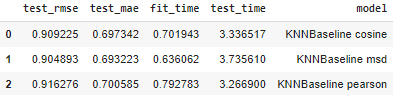 test_rmse test_mae fit_time test_time model
0 0.909225 0.697342 0.701943 3.336517 KNNBaseline cosine
1 0.904893 0.693223 0.636062 3.735610 KNNBaseline msd
2 0.916276 0.700585 0.792783 3.266900 KNNBaseline pearson